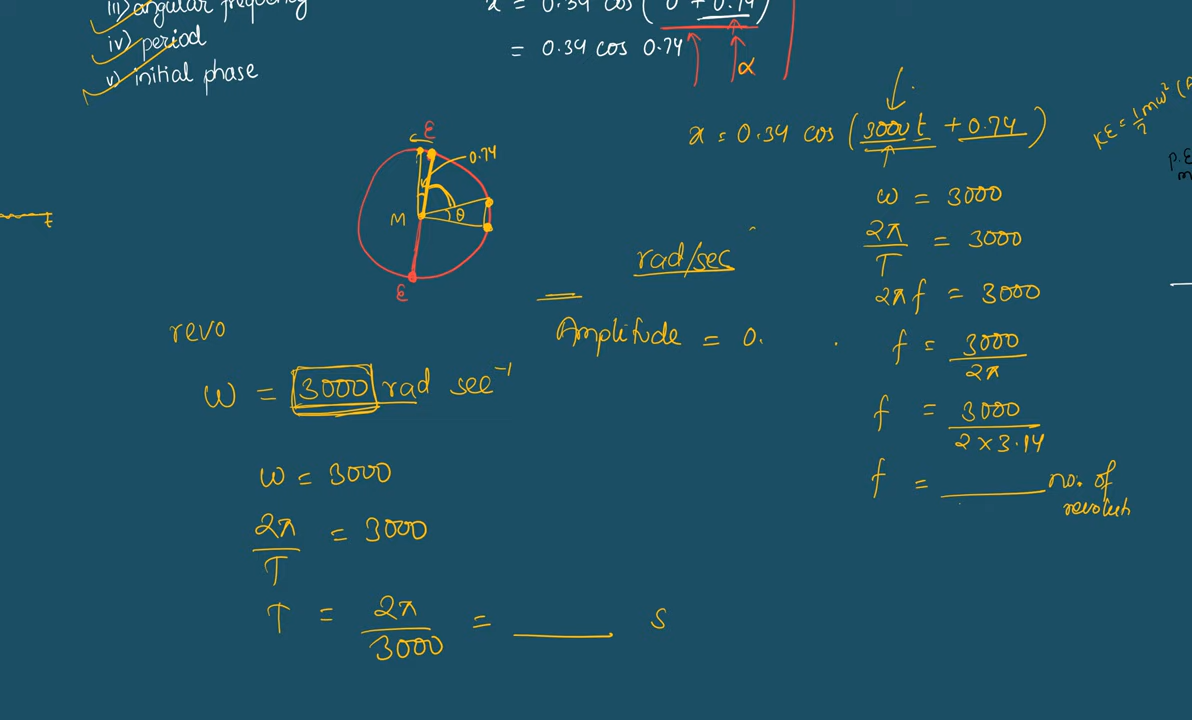 iii) angular frequency
iv) period
v) initial phase
x = 0.34 cos (0 + 0.74)
= 0.34 cos 0.74
α
E
0.74
M
θ
E
t
x = 0.34 cos (3000 t + 0.74)
KE = 1/2 mω² (A
P.E
m
ω = 3000
2π/T = 3000
2πf = 3000
f = 3000/2π
f = 3000/2 × 3.14
f = ______ no. of
revoluti
rad/sec
Amplitude = 0.
revo
ω = 3000 rad sec⁻¹
ω = 3000
2π/T = 3000
T = 2π/3000 = ______ s